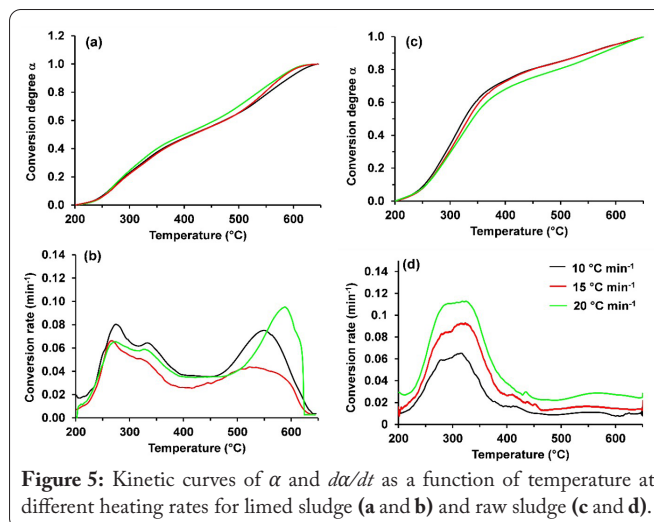 (a)
Conversion degree α
1.2
1.0
0.8
0.6
0.4
0.2
0.0
200 300 400 500 600
Temperature (°C)
(c)
Conversion degree α
1.0
0.8
0.6
0.4
0.2
0.0
200 300 400 500 600
Temperature (°C)
(b)
Conversion rate (min-1)
0.14
0.12
0.10
0.08
0.06
0.04
0.02
0.00
200 300 400 500 600
Temperature (°C)
(d)
Conversion rate (min-1)
0.14
0.12
0.1
0.08
0.06
0.04
0.02
0
200 300 400 500 600
Temperature (°C)
10 °C min-1
15 °C min-1
20 °C min-1
Figure 5: Kinetic curves of α and dα/dt as a function of temperature at
different heating rates for limed sludge (a and b) and raw sludge (c and d).